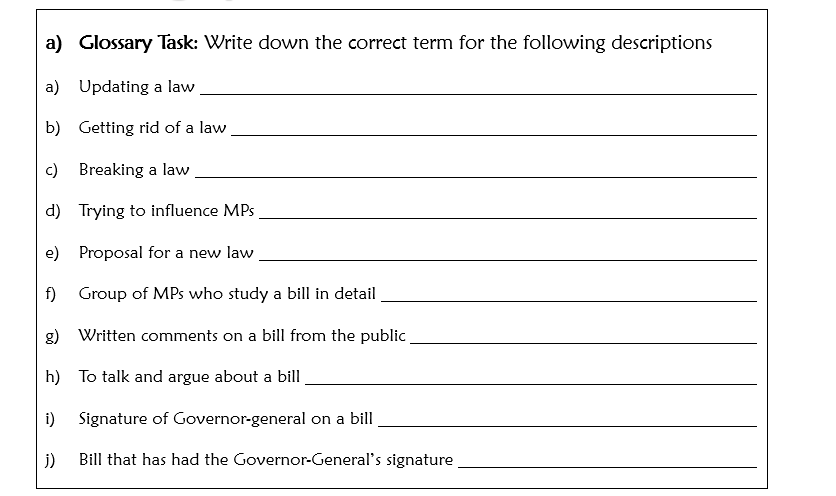 a) Glossary Task: Write down the correct term for the following descriptions
a) Updating a law
b) Getting rid of a law
c) Breaking a law
d) Trying to influence MPs
e) Proposal for a new law
f) Group of MPs who study a bill in detail
g) Written comments on a bill from the public
h) To talk and argue about a bill
i) Signature of Governor-general on a bill
j) Bill that has had the Governor-General's signature